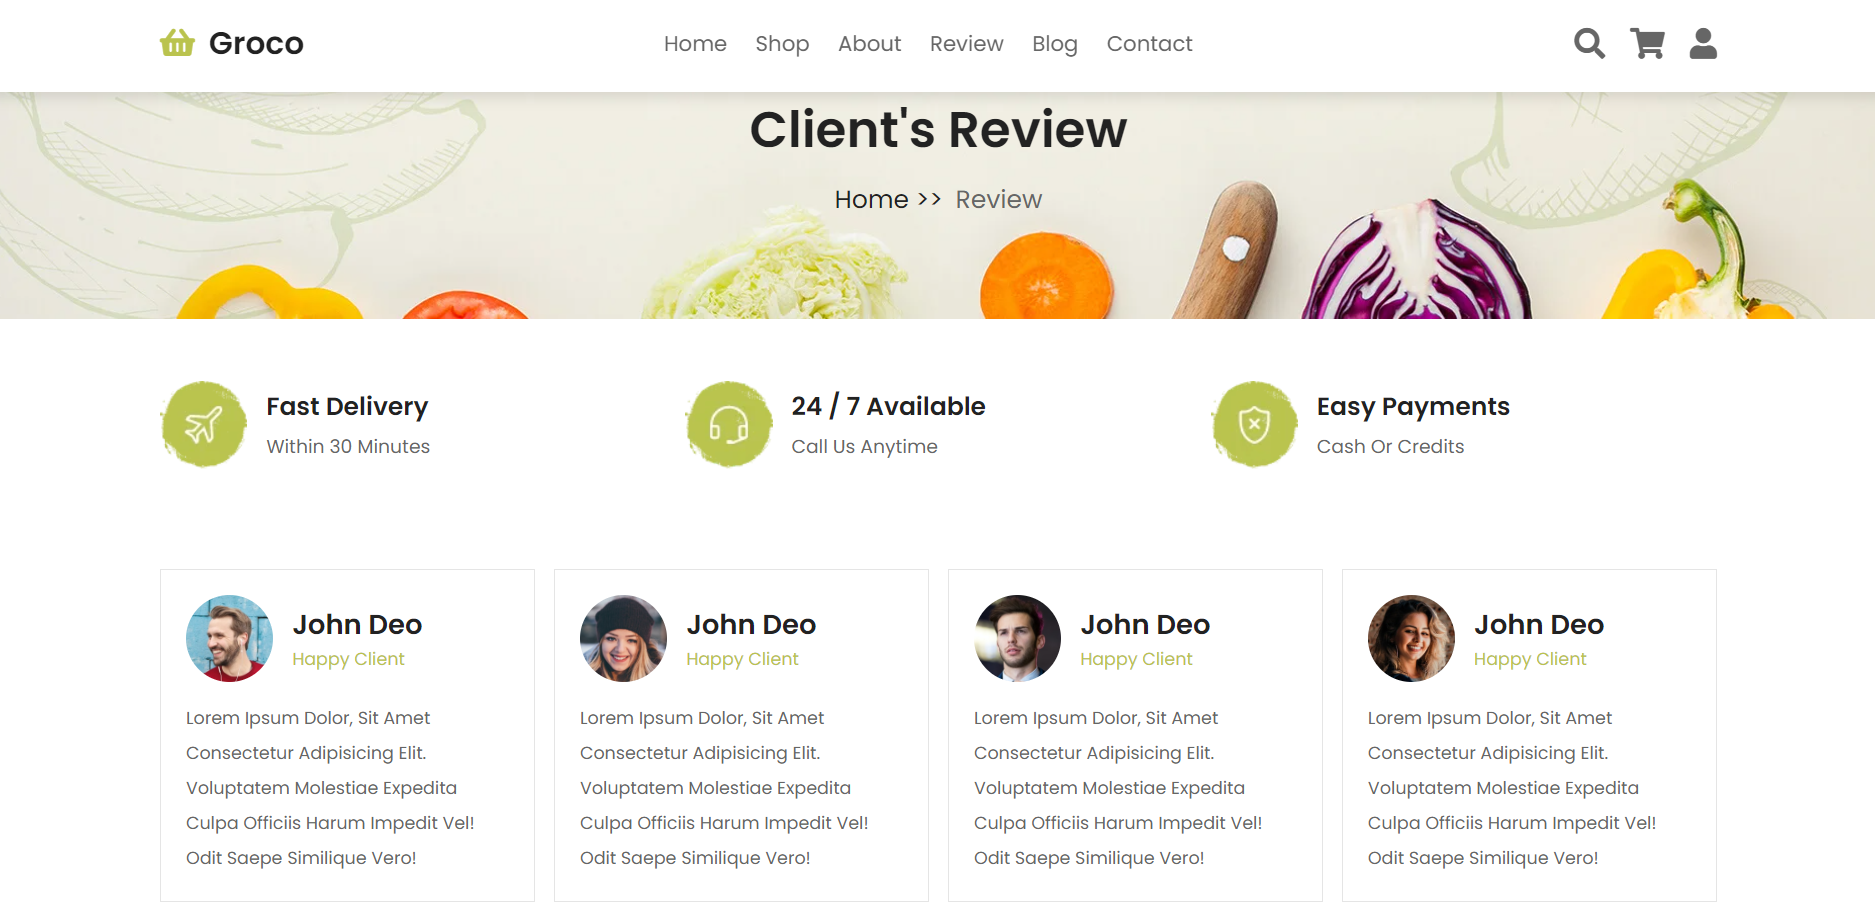 Groco
Home Shop About Review Blog Contact
Client's Review
Home >> Review
Fast Delivery
Within 30 Minutes
24 / 7 Available
Call Us Anytime
Easy Payments
Cash Or Credits
John Deo
Happy Client
Lorem Ipsum Dolor, Sit Amet
Consectetur Adipisicing Elit.
Voluptatem Molestiae Expedita
Culpa Officiis Harum Impedit Vel!
Odit Saepe Similique Vero!
John Deo
Happy Client
Lorem Ipsum Dolor, Sit Amet
Consectetur Adipisicing Elit.
Voluptatem Molestiae Expedita
Culpa Officiis Harum Impedit Vel!
Odit Saepe Similique Vero!
John Deo
Happy Client
Lorem Ipsum Dolor, Sit Amet
Consectetur Adipisicing Elit.
Voluptatem Molestiae Expedita
Culpa Officiis Harum Impedit Vel!
Odit Saepe Similique Vero!
John Deo
Happy Client
Lorem Ipsum Dolor, Sit Amet
Consectetur Adipisicing Elit.
Voluptatem Molestiae Expedita
Culpa Officiis Harum Impedit Vel!
Odit Saepe Similique Vero!